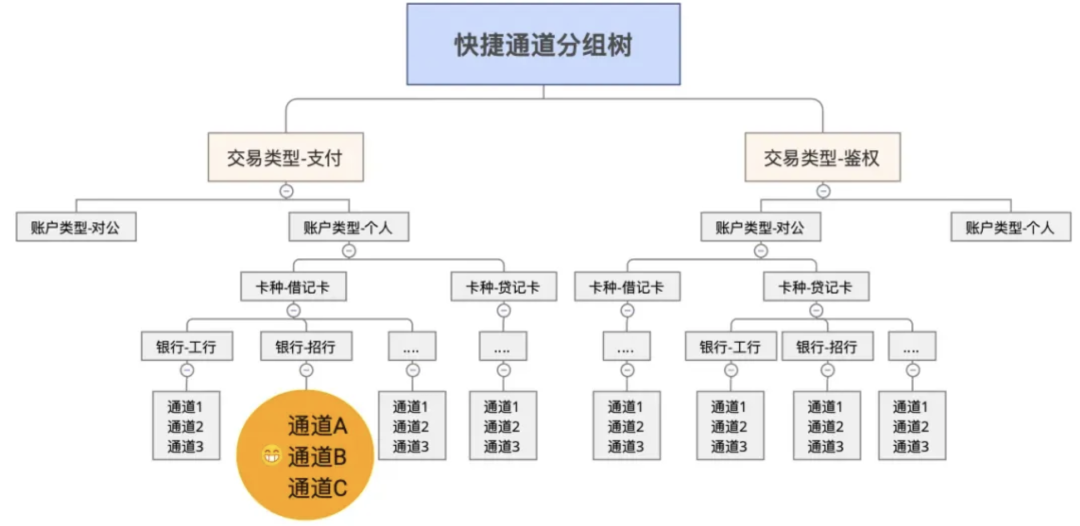 快捷通道分组树
交易类型-支付
交易类型-鉴权
账户类型-对公
账户类型-个人
账户类型-对公
账户类型-个人
卡种-借记卡
卡种-贷记卡
卡种-借记卡
卡种-贷记卡
银行-工行
银行-招行
....
....
....
银行-工行
银行-招行
....
通道1
通道2
通道3
通道A
通道B
通道C
通道1
通道2
通道3
通道1
通道2
通道3
通道1
通道2
通道3
通道1
通道2
通道3
通道1
通道2
通道3
通道1
通道2
通道3